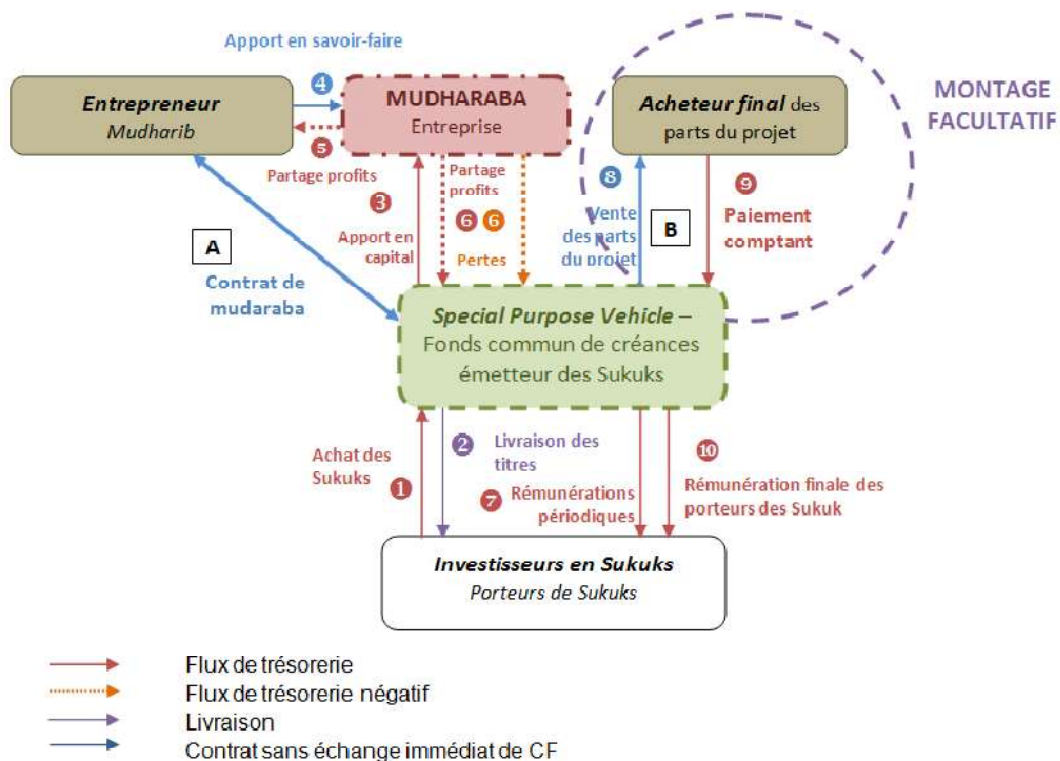 Apport en savoir-faire
4
Entrepreneur
Mudharib
MUDHARABA
Entreprise
Acheteur final des
parts du projet
MONTAGE
FACULTATIF
5
Partage profits
3
Apport en
capital
Partage
profits
6 6
Pertes
8
Vente
des parts
du projet
B
9
Paiement
comptant
A
Contrat de
mudaraba
Special Purpose Vehicle –
Fonds commun de créances
émetteur des Sukuks
Achat des
Sukuks
1
2
Livraison des
titres
7
Rémunérations
périodiques
10
Rémunération finale des
porteurs des Sukuk
Investisseurs en Sukuks
Porteurs de Sukuks
Flux de trésorerie
Flux de trésorerie négatif
Livraison
Contrat sans échange immédiat de CF